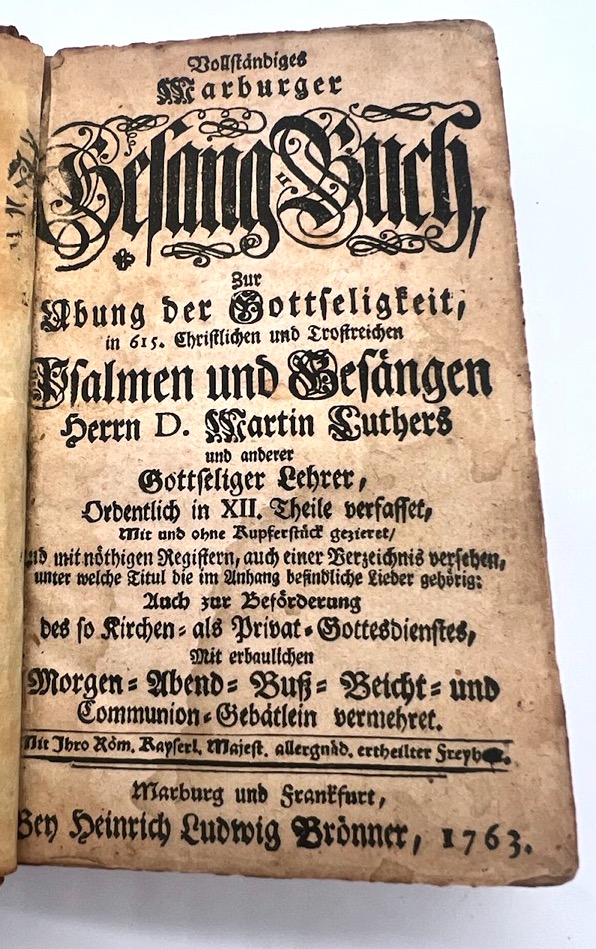 Vollständiges
Marburger
Gesang-Buch,
Zur
Übung der Gottseligkeit,
in 615. Christlichen und Trostreichen
Psalmen und Gesängen
Herrn D. Martin Luthers
und anderer
Gottseliger Lehrer,
Ordentlich in XII. Theile verfasset,
Mit und ohne Kupferstück gezieret/
und mit nöthigen Registern, auch einer Verzeichnis versehen,
unter welche Titul die im Anhang befindliche Lieder gehörig:
Auch zur Beförderung
des so Kirchen- als Privat-Gottesdienstes,
Mit erbaulichen
Morgen- Abend- Buß- Beicht- und
Communion-Gebätlein vermehret.
Mit Ihro Röm. Kayserl. Majest. allergnäd. ertheilter
Marburg und Frankfurt,
Bey Heinrich Ludwig Brönner, 1763.